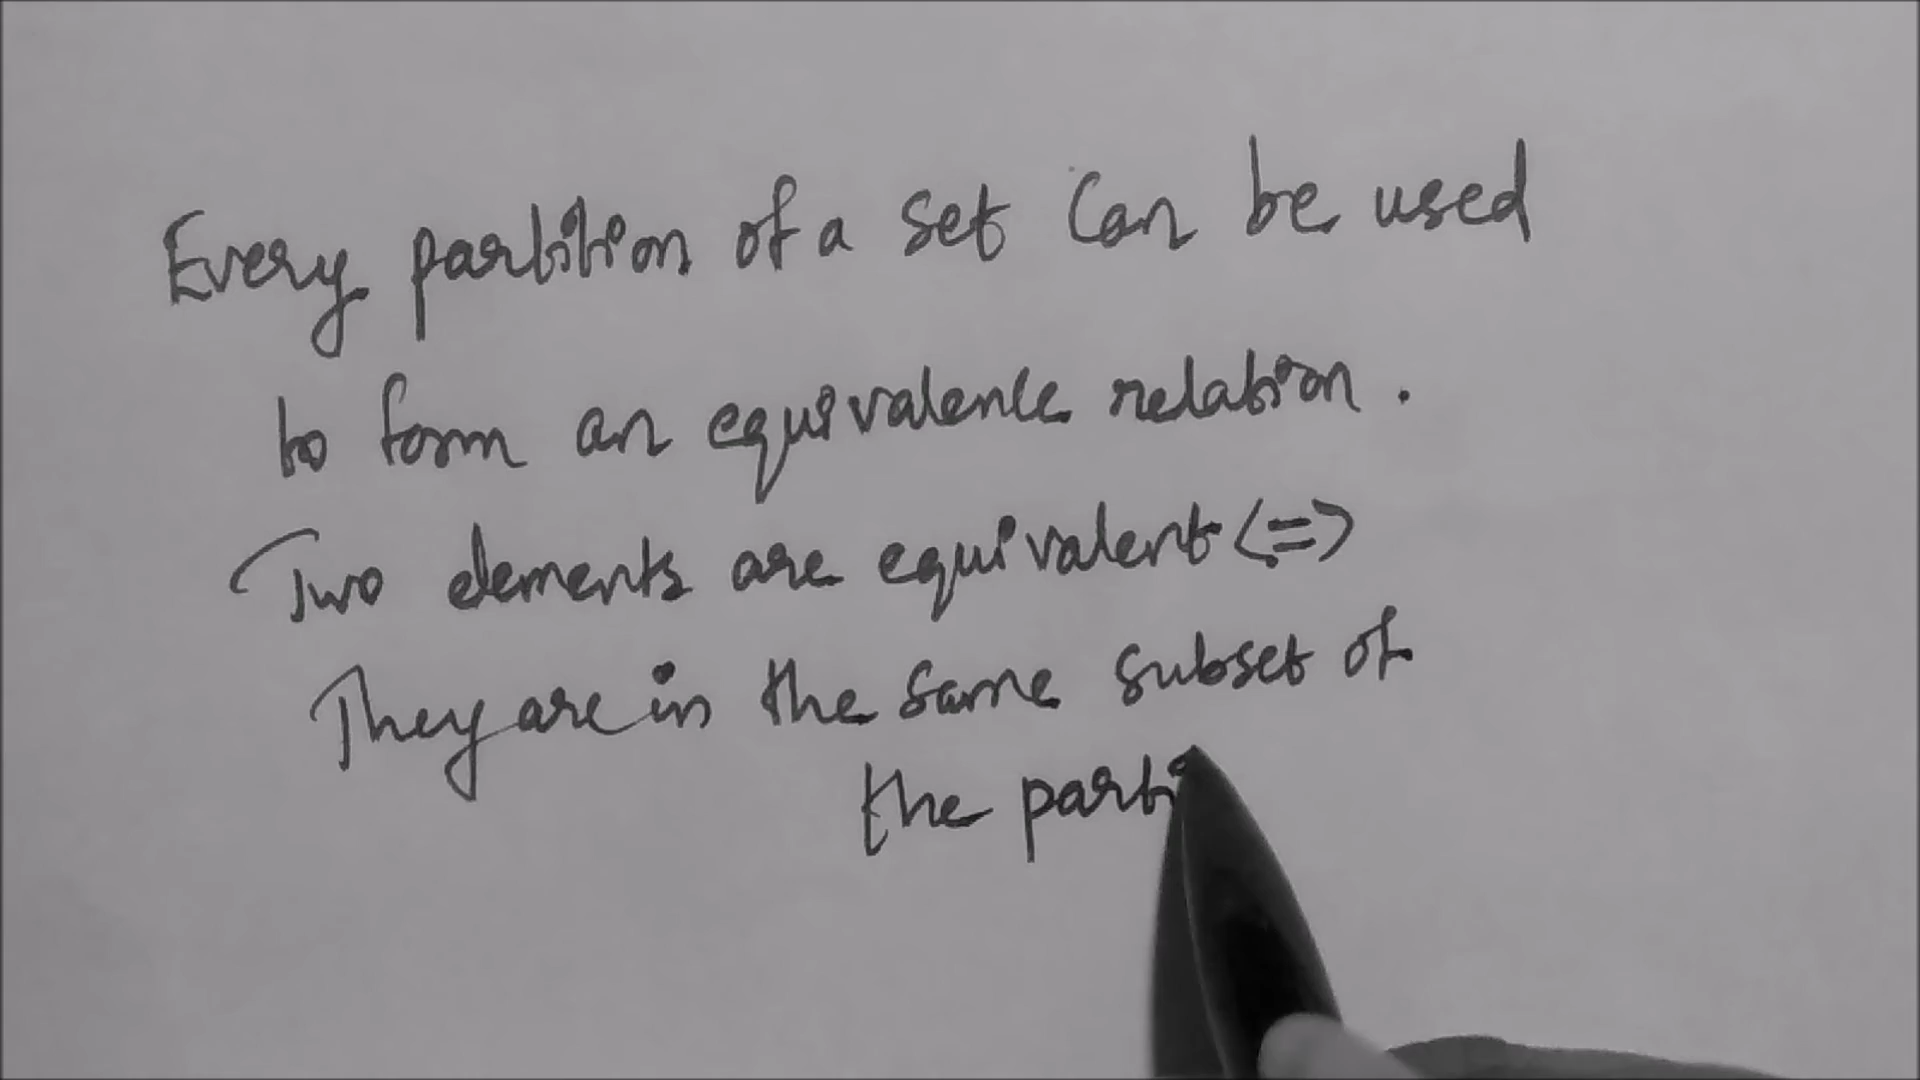 Every partition of a set can be used
to form an equivalence relation.
Two elements are equivalent <=>
They are in the same subset of
the parti